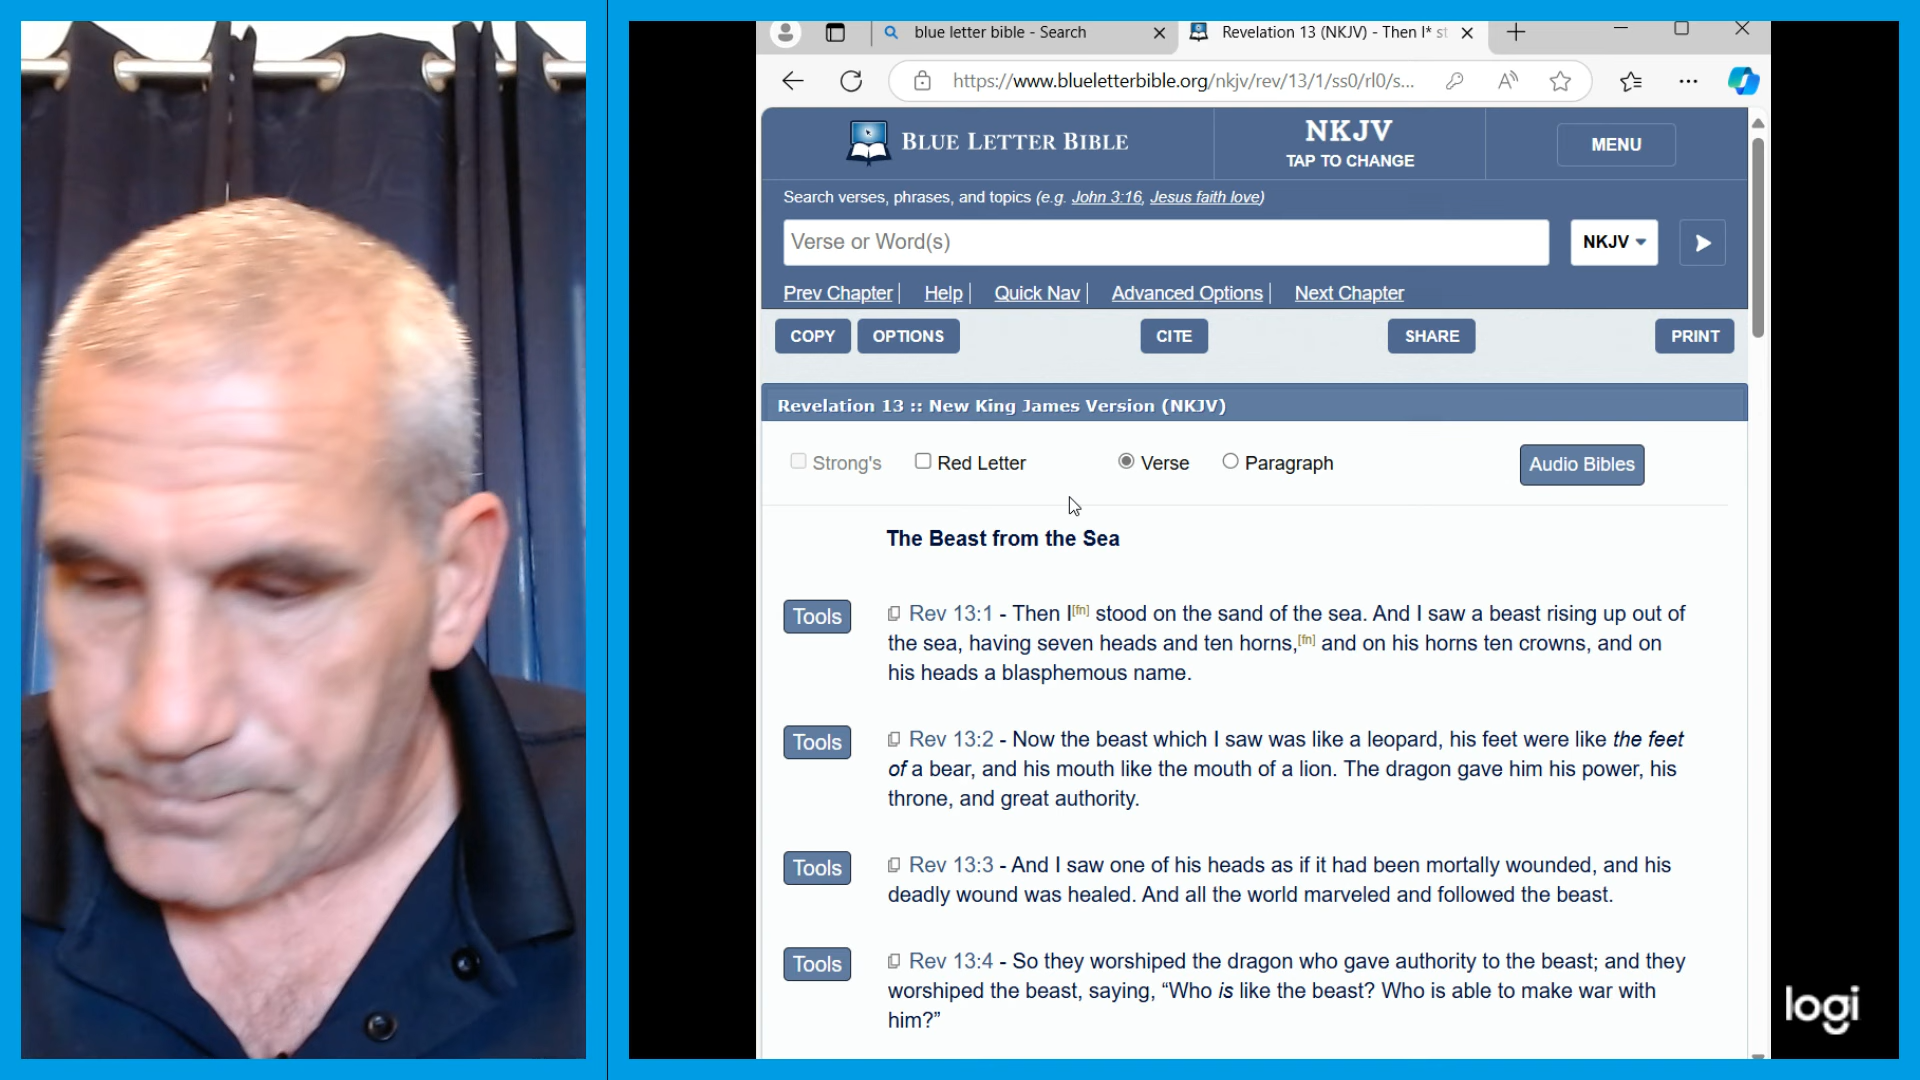 blue letter bible - Search
Revelation 13 (NKJV) - Then I* st
https://www.blueletterbible.org/nkjv/rev/13/1/ss0/rl0/s...
BLUE LETTER BIBLE
NKJV
TAP TO CHANGE
MENU
Search verses, phrases, and topics (e.g. John 3:16, Jesus faith love)
Verse or Word(s)
NKJV
Prev Chapter| Help| Quick Nav| Advanced Options| Next Chapter
COPY OPTIONS CITE SHARE PRINT
Revelation 13 :: New King James Version (NKJV)
Strong's Red Letter Verse Paragraph Audio Bibles
The Beast from the Sea
Tools Rev 13:1 - Then I[fn] stood on the sand of the sea. And I saw a beast rising up out of
the sea, having seven heads and ten horns,[fn] and on his horns ten crowns, and on
his heads a blasphemous name.
Tools Rev 13:2 - Now the beast which I saw was like a leopard, his feet were like the feet
of a bear, and his mouth like the mouth of a lion. The dragon gave him his power, his
throne, and great authority.
Tools Rev 13:3 - And I saw one of his heads as if it had been mortally wounded, and his
deadly wound was healed. And all the world marveled and followed the beast.
Tools Rev 13:4 - So they worshiped the dragon who gave authority to the beast; and they
worshiped the beast, saying, “Who is like the beast? Who is able to make war with
him?”
logi